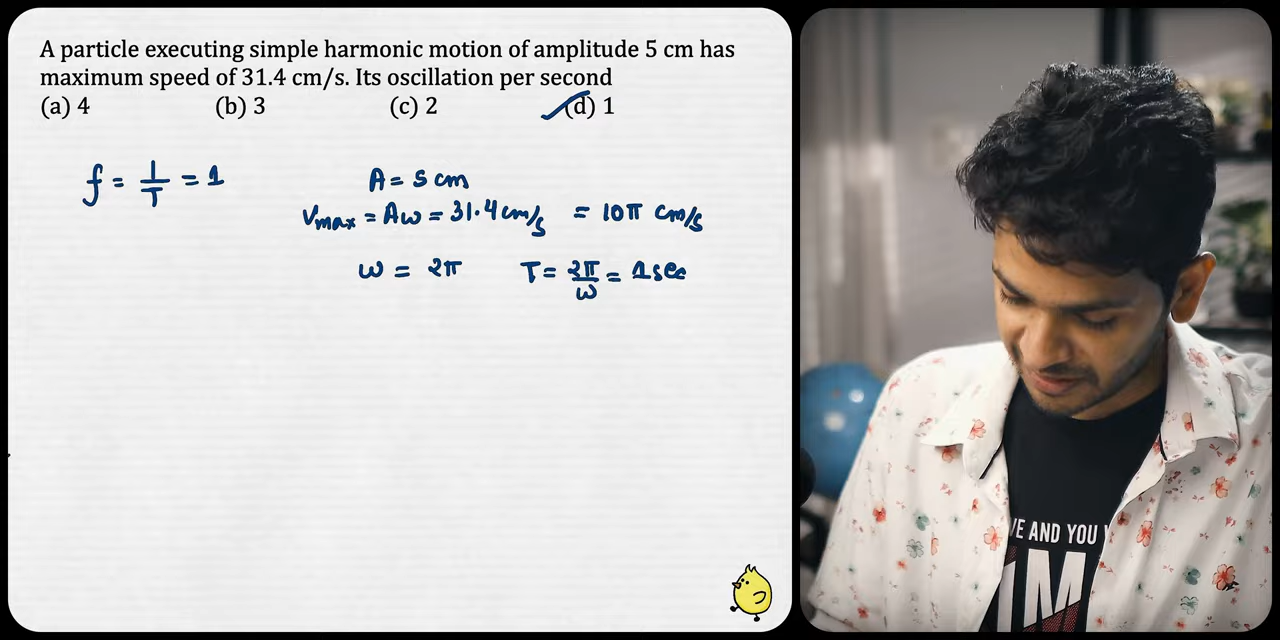 A particle executing simple harmonic motion of amplitude 5 cm has
maximum speed of 31.4 cm/s. Its oscillation per second
(a) 4 (b) 3 (c) 2 (d) 1
f = 1/T = 1
A = 5 cm
Vmax = Aω = 31.4 cm/s = 10π cm/s
ω = 2π T = 2π/ω = 1 sec
VE AND YOU